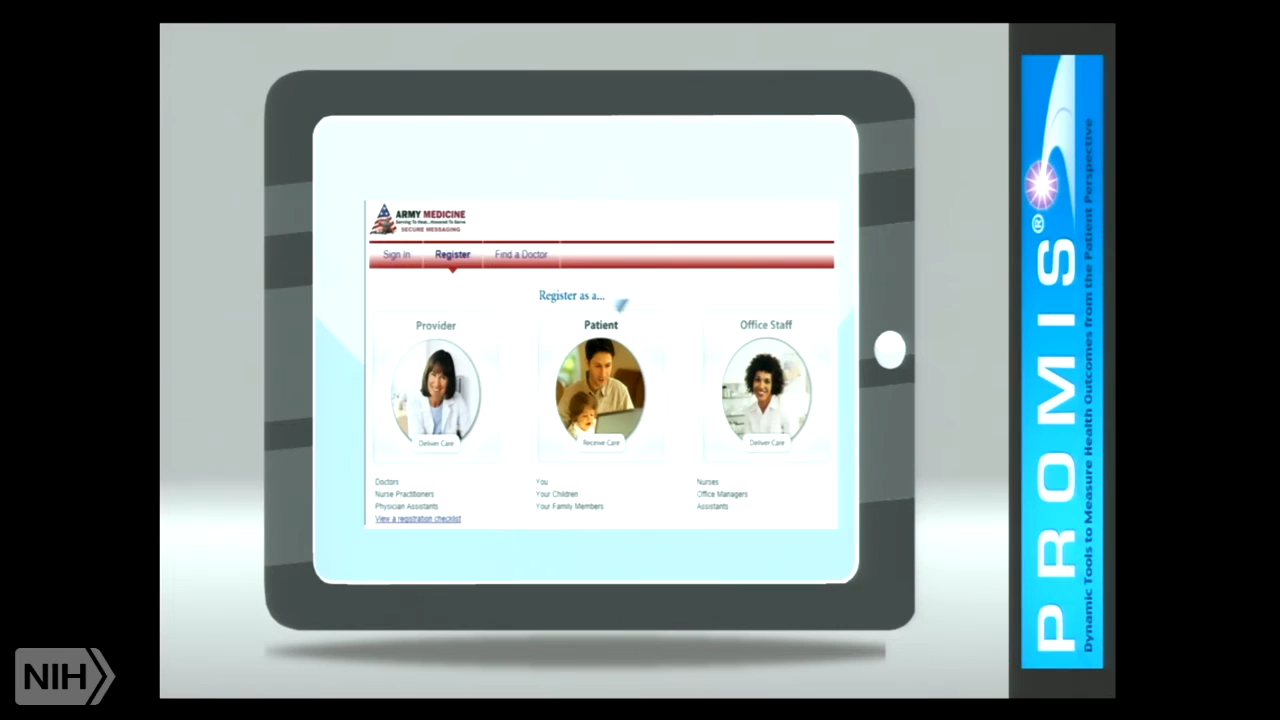 ARMY MEDICINE
Serving To Heal...Honored To Serve
SECURE MESSAGING
Sign in
Register
Find a Doctor
Register as a...
Provider
Patient
Office Staff
Deliver Care
Receive Care
Deliver Care
Doctors
Nurse Practitioners
Physician Assistants
View a registration checklist
You
Your Children
Your Family Members
Nurses
Office Managers
Assistants
PROMIS®
Dynamic Tools to Measure Health Outcomes from the Patient Perspective
NIH